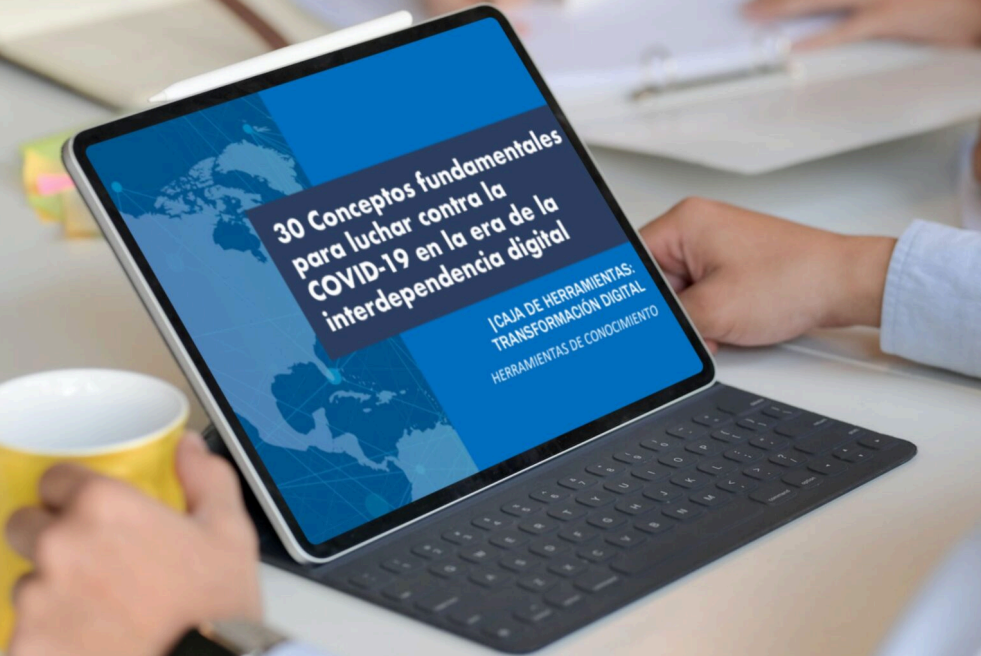 30 Conceptos fundamentales
para luchar contra la
COVID-19 en la era de la
interdependencia digital
|CAJA DE HERRAMIENTAS:
TRANSFORMACIÓN DIGITAL
HERRAMIENTAS DE CONOCIMIENTO